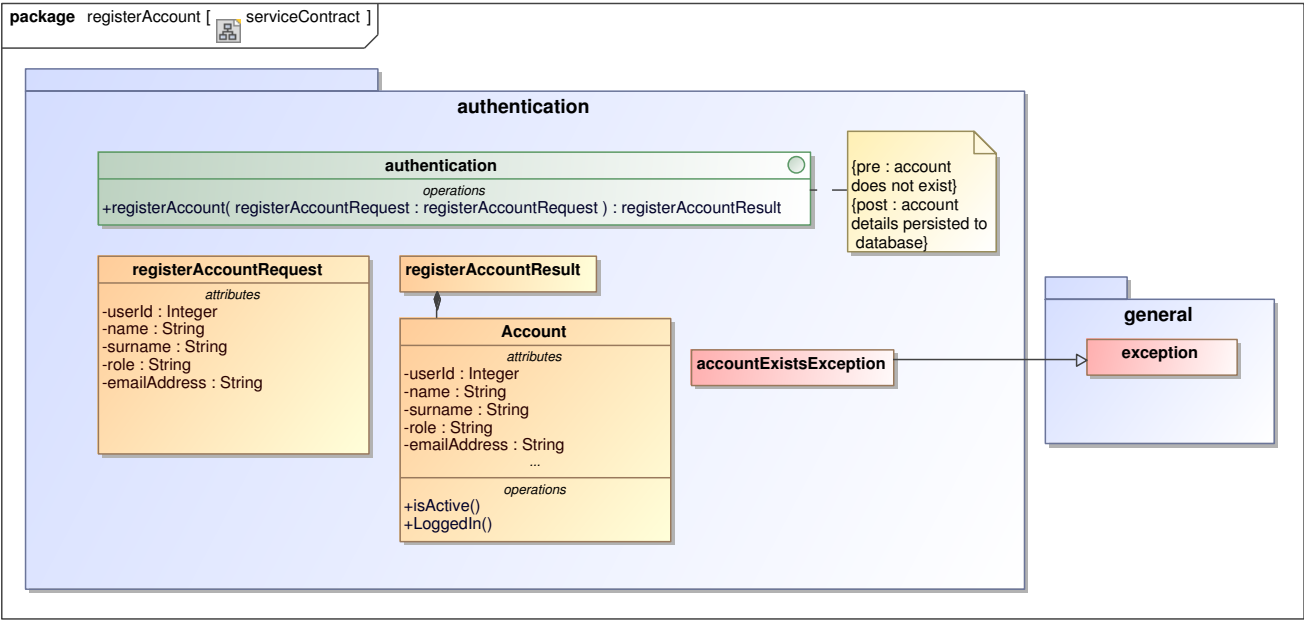 package registerAccount [ serviceContract ]
authentication
authentication
operations
+registerAccount( registerAccountRequest : registerAccountRequest ) : registerAccountResult
{pre : account
does not exist}
{post : account
details persisted to
database}
registerAccountRequest
attributes
-userId : Integer
-name : String
-surname : String
-role : String
-emailAddress : String
registerAccountResult
Account
attributes
-userId : Integer
-name : String
-surname : String
-role : String
-emailAddress : String
...
operations
+isActive()
+LoggedIn()
accountExistsException
general
exception